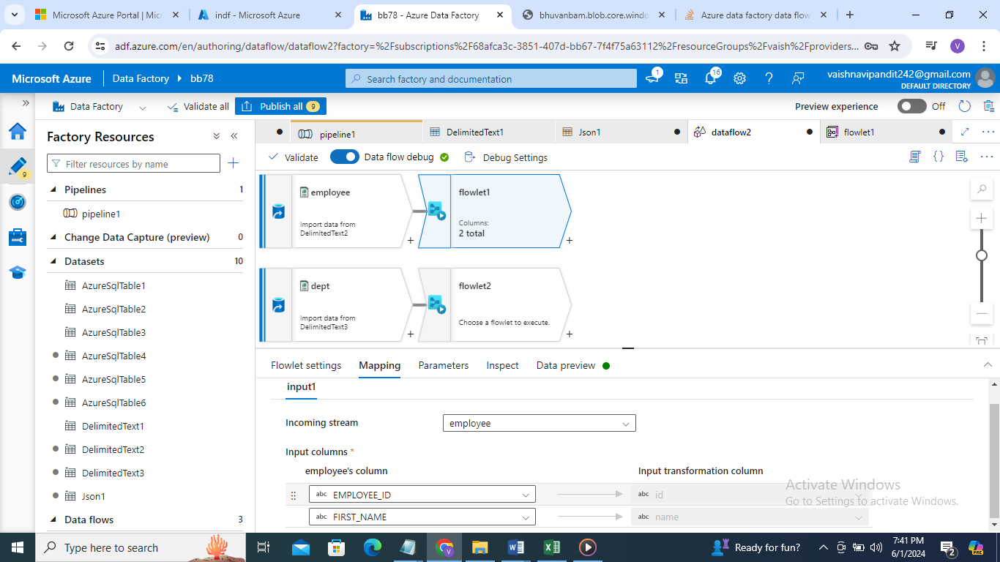 Microsoft Azure Portal | Micr
indf - Microsoft Azure
bb78 - Azure Data Factory
bhuvanbam.blob.core.windo
Azure data factory data flow
adf.azure.com/en/authoring/dataflow/dataflow2?factory=%2Fsubscriptions%2F68afca3c-3851-407d-bb67-7f4f75a63112%2FresourceGroups%2Fvaish%2Fproviders...
V
Microsoft Azure
Data Factory
bb78
Search factory and documentation
1
16
vaishnavipandit242@gmail.com
DEFAULT DIRECTORY
Data Factory
Validate all
Publish all 9
Preview experience
Off
Factory Resources
Filter resources by name
9
Pipelines 1
pipeline1
Change Data Capture (preview) 0
Datasets 10
AzureSqlTable1
AzureSqlTable2
AzureSqlTable3
AzureSqlTable4
AzureSqlTable5
AzureSqlTable6
DelimitedText1
DelimitedText2
DelimitedText3
Json1
Data flows 3
pipeline1
DelimitedText1
Json1
dataflow2
flowlet1
Validate
Data flow debug
Debug Settings
employee
Import data from
DelimitedText2
flowlet1
Columns:
2 total
dept
Import data from
DelimitedText3
flowlet2
Choose a flowlet to execute.
Flowlet settings
Mapping
Parameters
Inspect
Data preview
input1
Incoming stream
employee
Input columns *
employee's column
Input transformation column
abc EMPLOYEE_ID
abc id
abc FIRST_NAME
abc name
Activate Windows
Go to Settings to activate Windows.
Type here to search
Ready for fun?
7:41 PM
6/1/2024
2
PRE